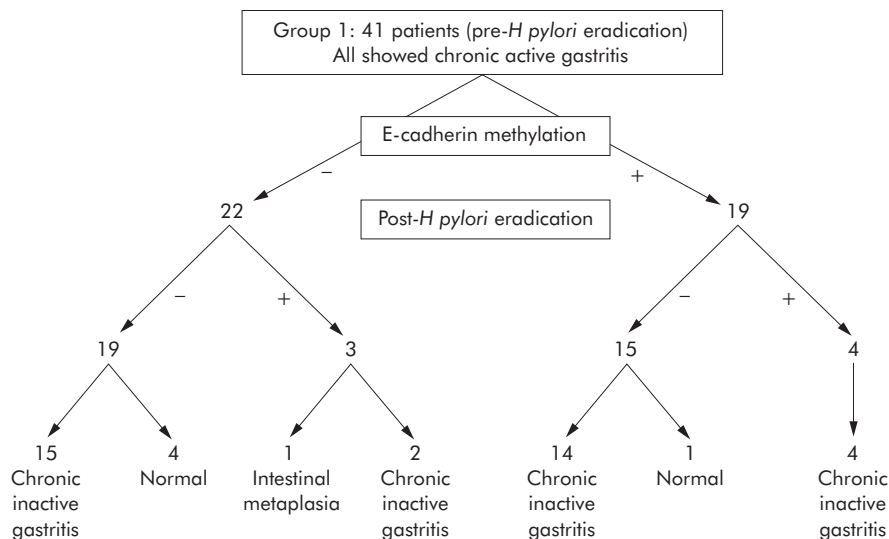 Group 1: 41 patients (pre-H pylori eradication)
All showed chronic active gastritis
E-cadherin methylation
– +
22 Post-H pylori eradication 19
– + – +
19 3 15 4
15 4 1 2 14 1 4
Chronic Normal Intestinal Chronic Chronic Normal Chronic
inactive metaplasia inactive inactive inactive
gastritis gastritis gastritis gastritis